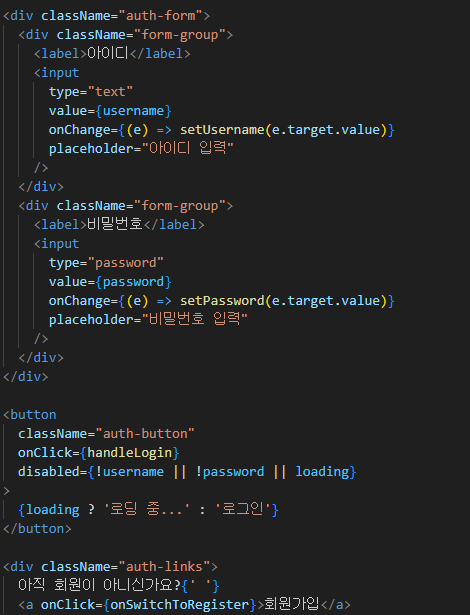 <div className="auth-form">
<div className="form-group">
<label>아이디</label>
<input
type="text"
value={username}
onChange={(e) => setUsername(e.target.value)}
placeholder="아이디 입력"
/>
</div>
<div className="form-group">
<label>비밀번호</label>
<input
type="password"
value={password}
onChange={(e) => setPassword(e.target.value)}
placeholder="비밀번호 입력"
/>
</div>
</div>
<button
className="auth-button"
onClick={handleLogin}
disabled={!username || !password || loading}
>
{loading ? '로딩 중...' : '로그인'}
</button>
<div className="auth-links">
아직 회원이 아니신가요?{' '}
<a onClick={onSwitchToRegister}>회원가입</a>